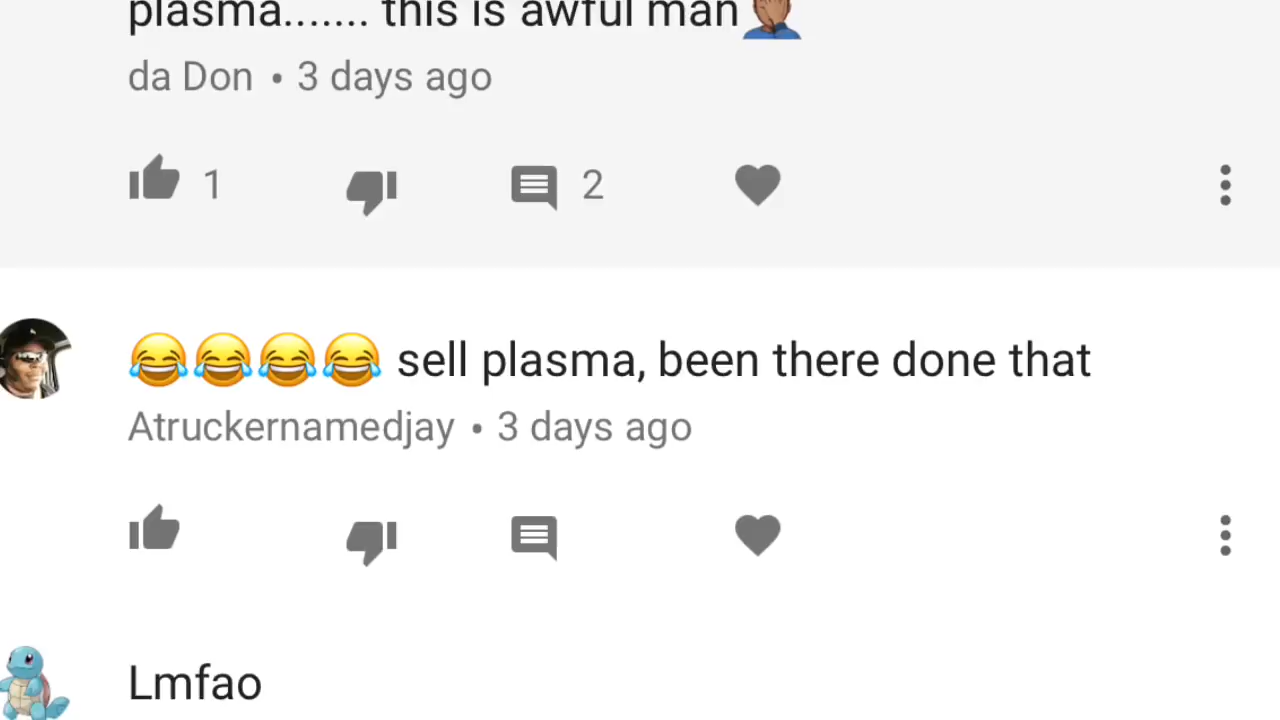 plasma....... this is awful man🤦🏾‍♂️
da Don • 3 days ago
1 2
😂😂😂😂 sell plasma, been there done that
Atruckernamedjay • 3 days ago
Lmfao